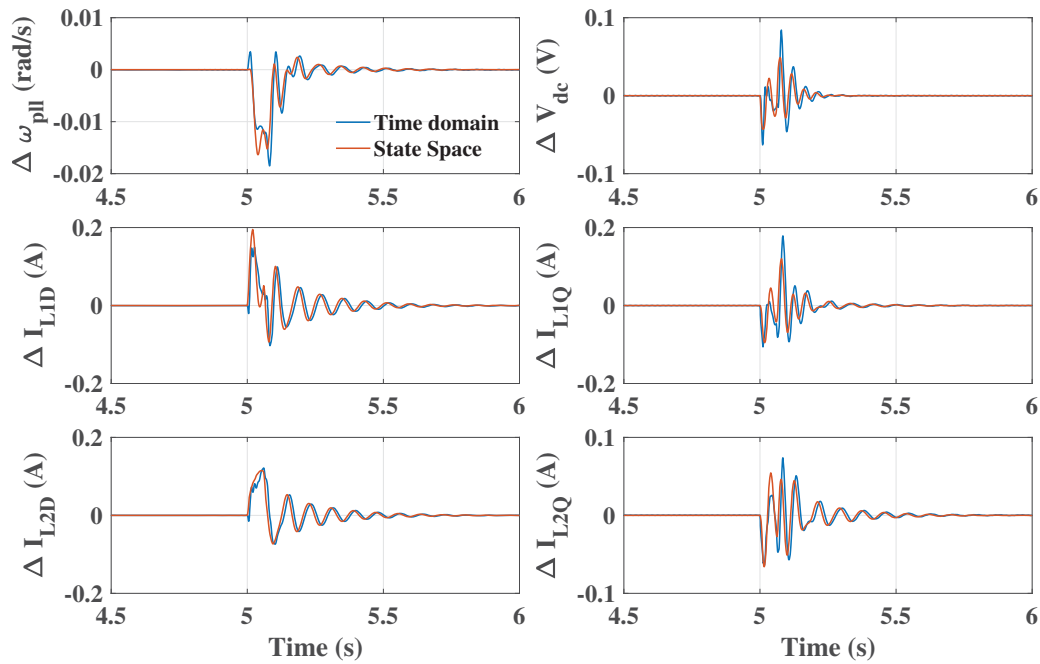 0.01
0
-0.01
-0.02
Δ ω_pll (rad/s)
Time domain
State Space
4.5 5 5.5 6
0.1
0
-0.1
Δ V_dc (V)
4.5 5 5.5 6
0.2
0
-0.2
Δ I_L1D (A)
4.5 5 5.5 6
0.2
0
-0.2
Δ I_L1Q (A)
4.5 5 5.5 6
0.2
0
-0.2
Δ I_L2D (A)
4.5 5 5.5 6
Time (s)
0.1
0
-0.1
Δ I_L2Q (A)
4.5 5 5.5 6
Time (s)